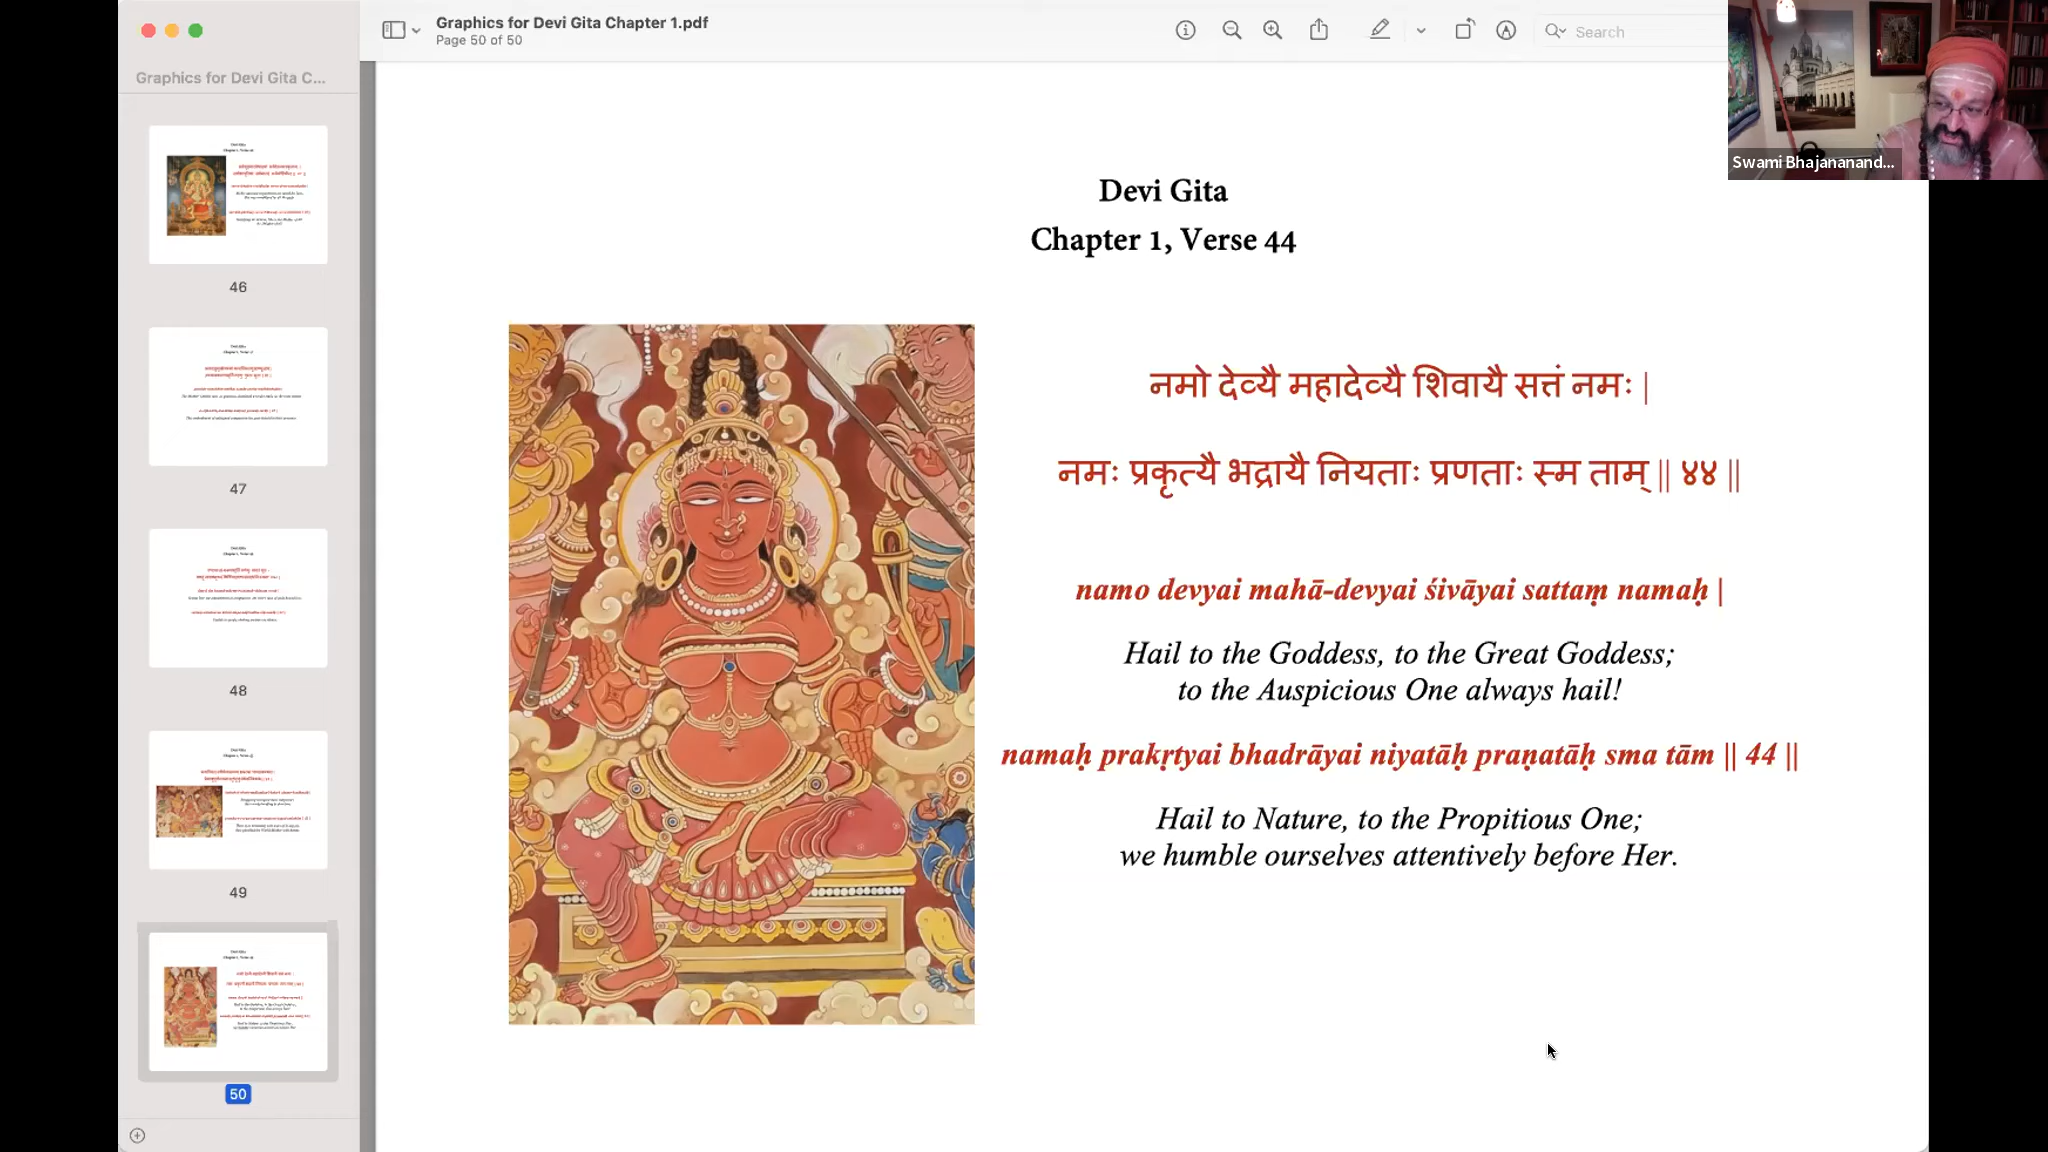 Graphics for Devi Gita Chapter 1.pdf
Page 50 of 50
Search
Graphics for Devi Gita C...
Swami Bhajananand...
46
47
48
49
50
Devi Gita
Chapter 1, Verse 44
नमो देव्यै महादेव्यै शिवायै सत्तं नमः |
नमः प्रकृत्यै भद्रायै नियताः प्रणताः स्म ताम् || ४४ ||
namo devyai mahā-devyai śivāyai sattaṃ namaḥ |
Hail to the Goddess, to the Great Goddess;
to the Auspicious One always hail!
namaḥ prakṛtyai bhadrāyai niyatāḥ praṇatāḥ sma tām || 44 ||
Hail to Nature, to the Propitious One;
we humble ourselves attentively before Her.